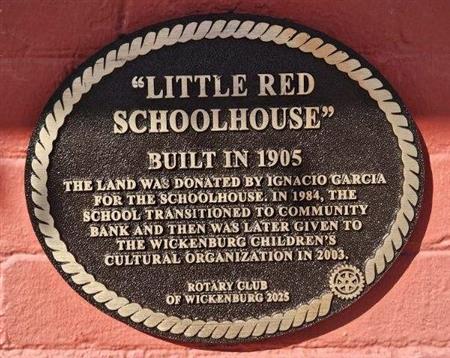 "LITTLE RED
SCHOOLHOUSE"
BUILT IN 1905
THE LAND WAS DONATED BY IGNACIO GARCIA
FOR THE SCHOOLHOUSE. IN 1984, THE
SCHOOL TRANSITIONED TO COMMUNITY
BANK AND THEN WAS LATER GIVEN TO
THE WICKENBURG CHILDREN'S
CULTURAL ORGANIZATION IN 2003.
ROTARY CLUB
OF WICKENBURG 2025